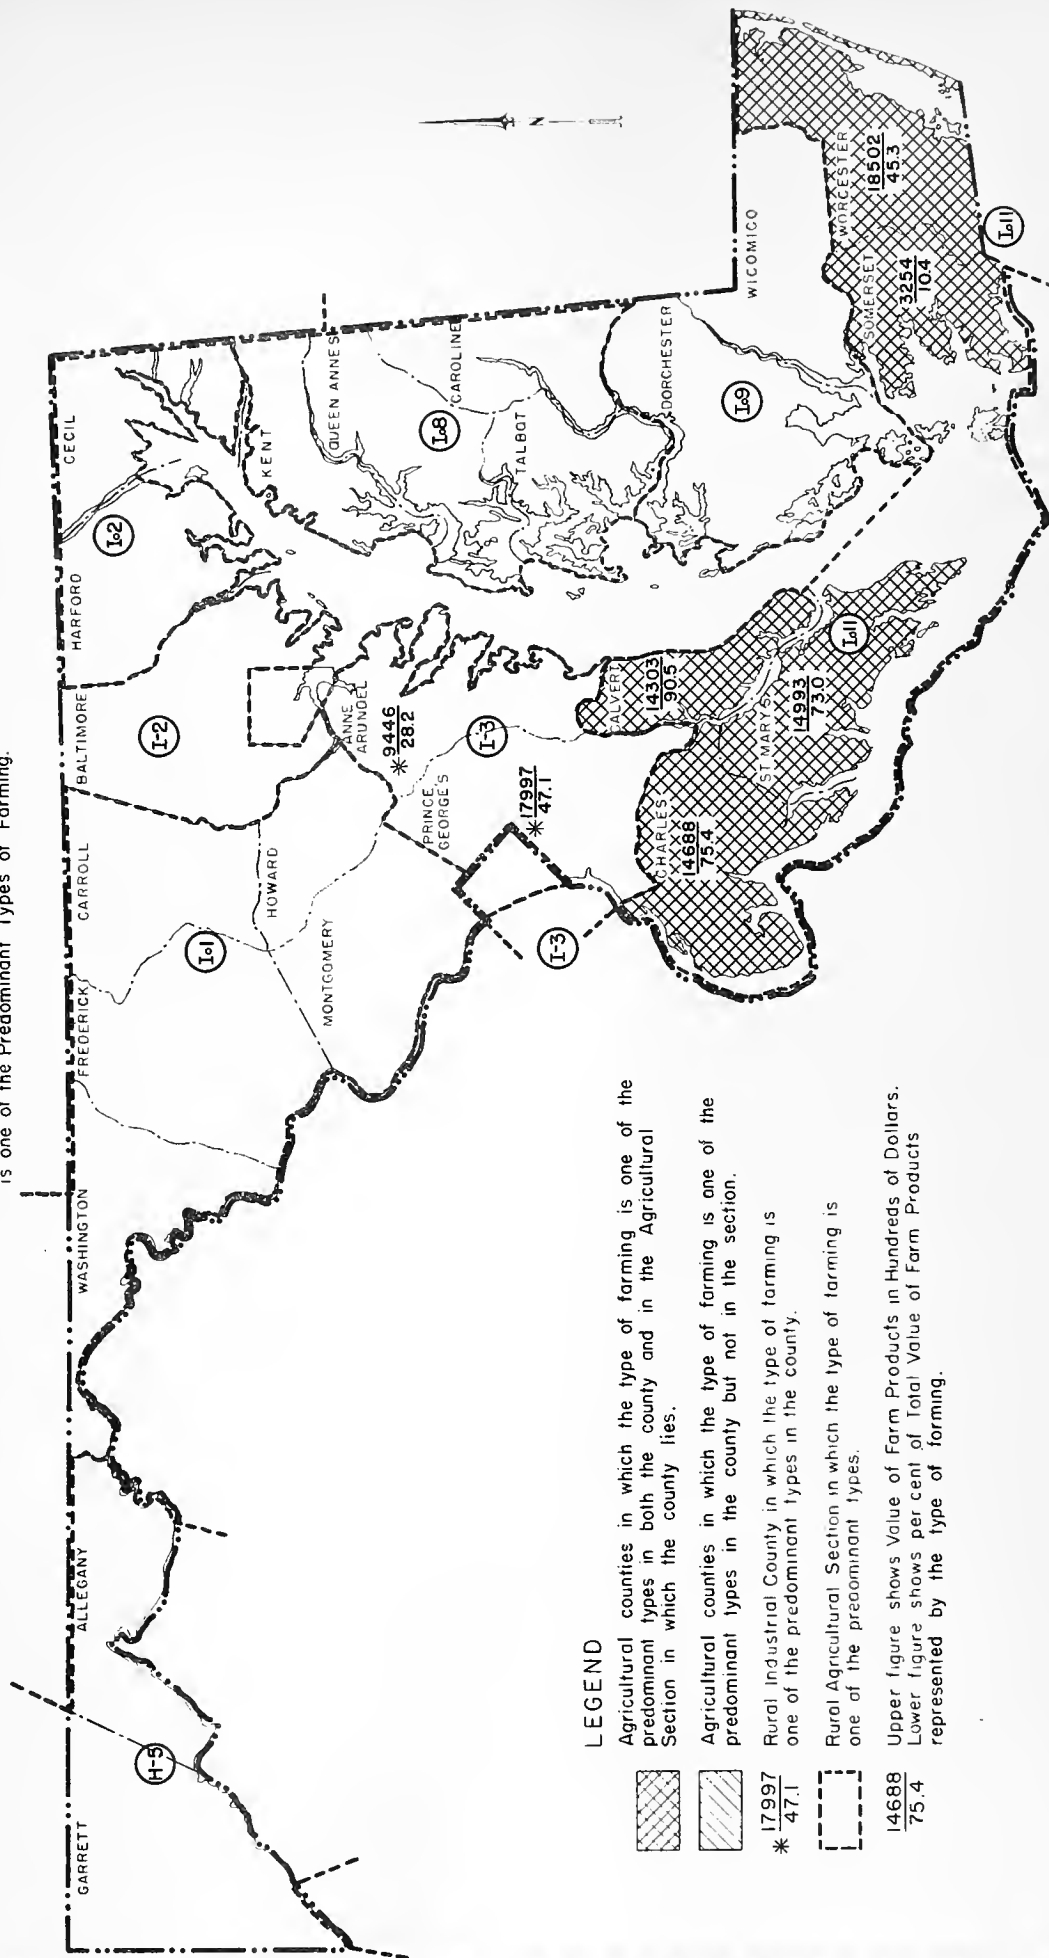 is one of the Predominant Types of Farming.
GARRETT
ALLEGANY
WASHINGTON
FREDERICK
CARROLL
BALTIMORE
HARFORD
CECIL
H-5
Io1
I-2
Io2
HOWARD
MONTGOMERY
KENT
QUEEN ANNES
CAROLINE
Io8
TALBOT
ANNE
ARUNDEL
* 9446
28.2
PRINCE
GEORGE'S
I-3
* 17997
47.1
I-3
N
DORCHESTER
Io9
WICOMICO
CALVERT
14303
90.5
CHARLES
14688
75.4
ST MARYS
14993
73.0
Io11
SOMERSET
3254
10.4
WORCESTER
18502
45.3
Io11
LEGEND
Agricultural counties in which the type of farming is one of the
predominant types in both the county and in the Agricultural
Section in which the county lies.
Agricultural counties in which the type of farming is one of the
predominant types in the county but not in the section.
* 17997
47.1
Rural Industrial County in which the type of farming is
one of the predominant types in the county.
Rural Agricultural Section in which the type of farming is
one of the predominant types.
14688
75.4
Upper figure shows Value of Farm Products in Hundreds of Dollars.
Lower figure shows per cent of Total Value of Farm Products
represented by the type of farming.